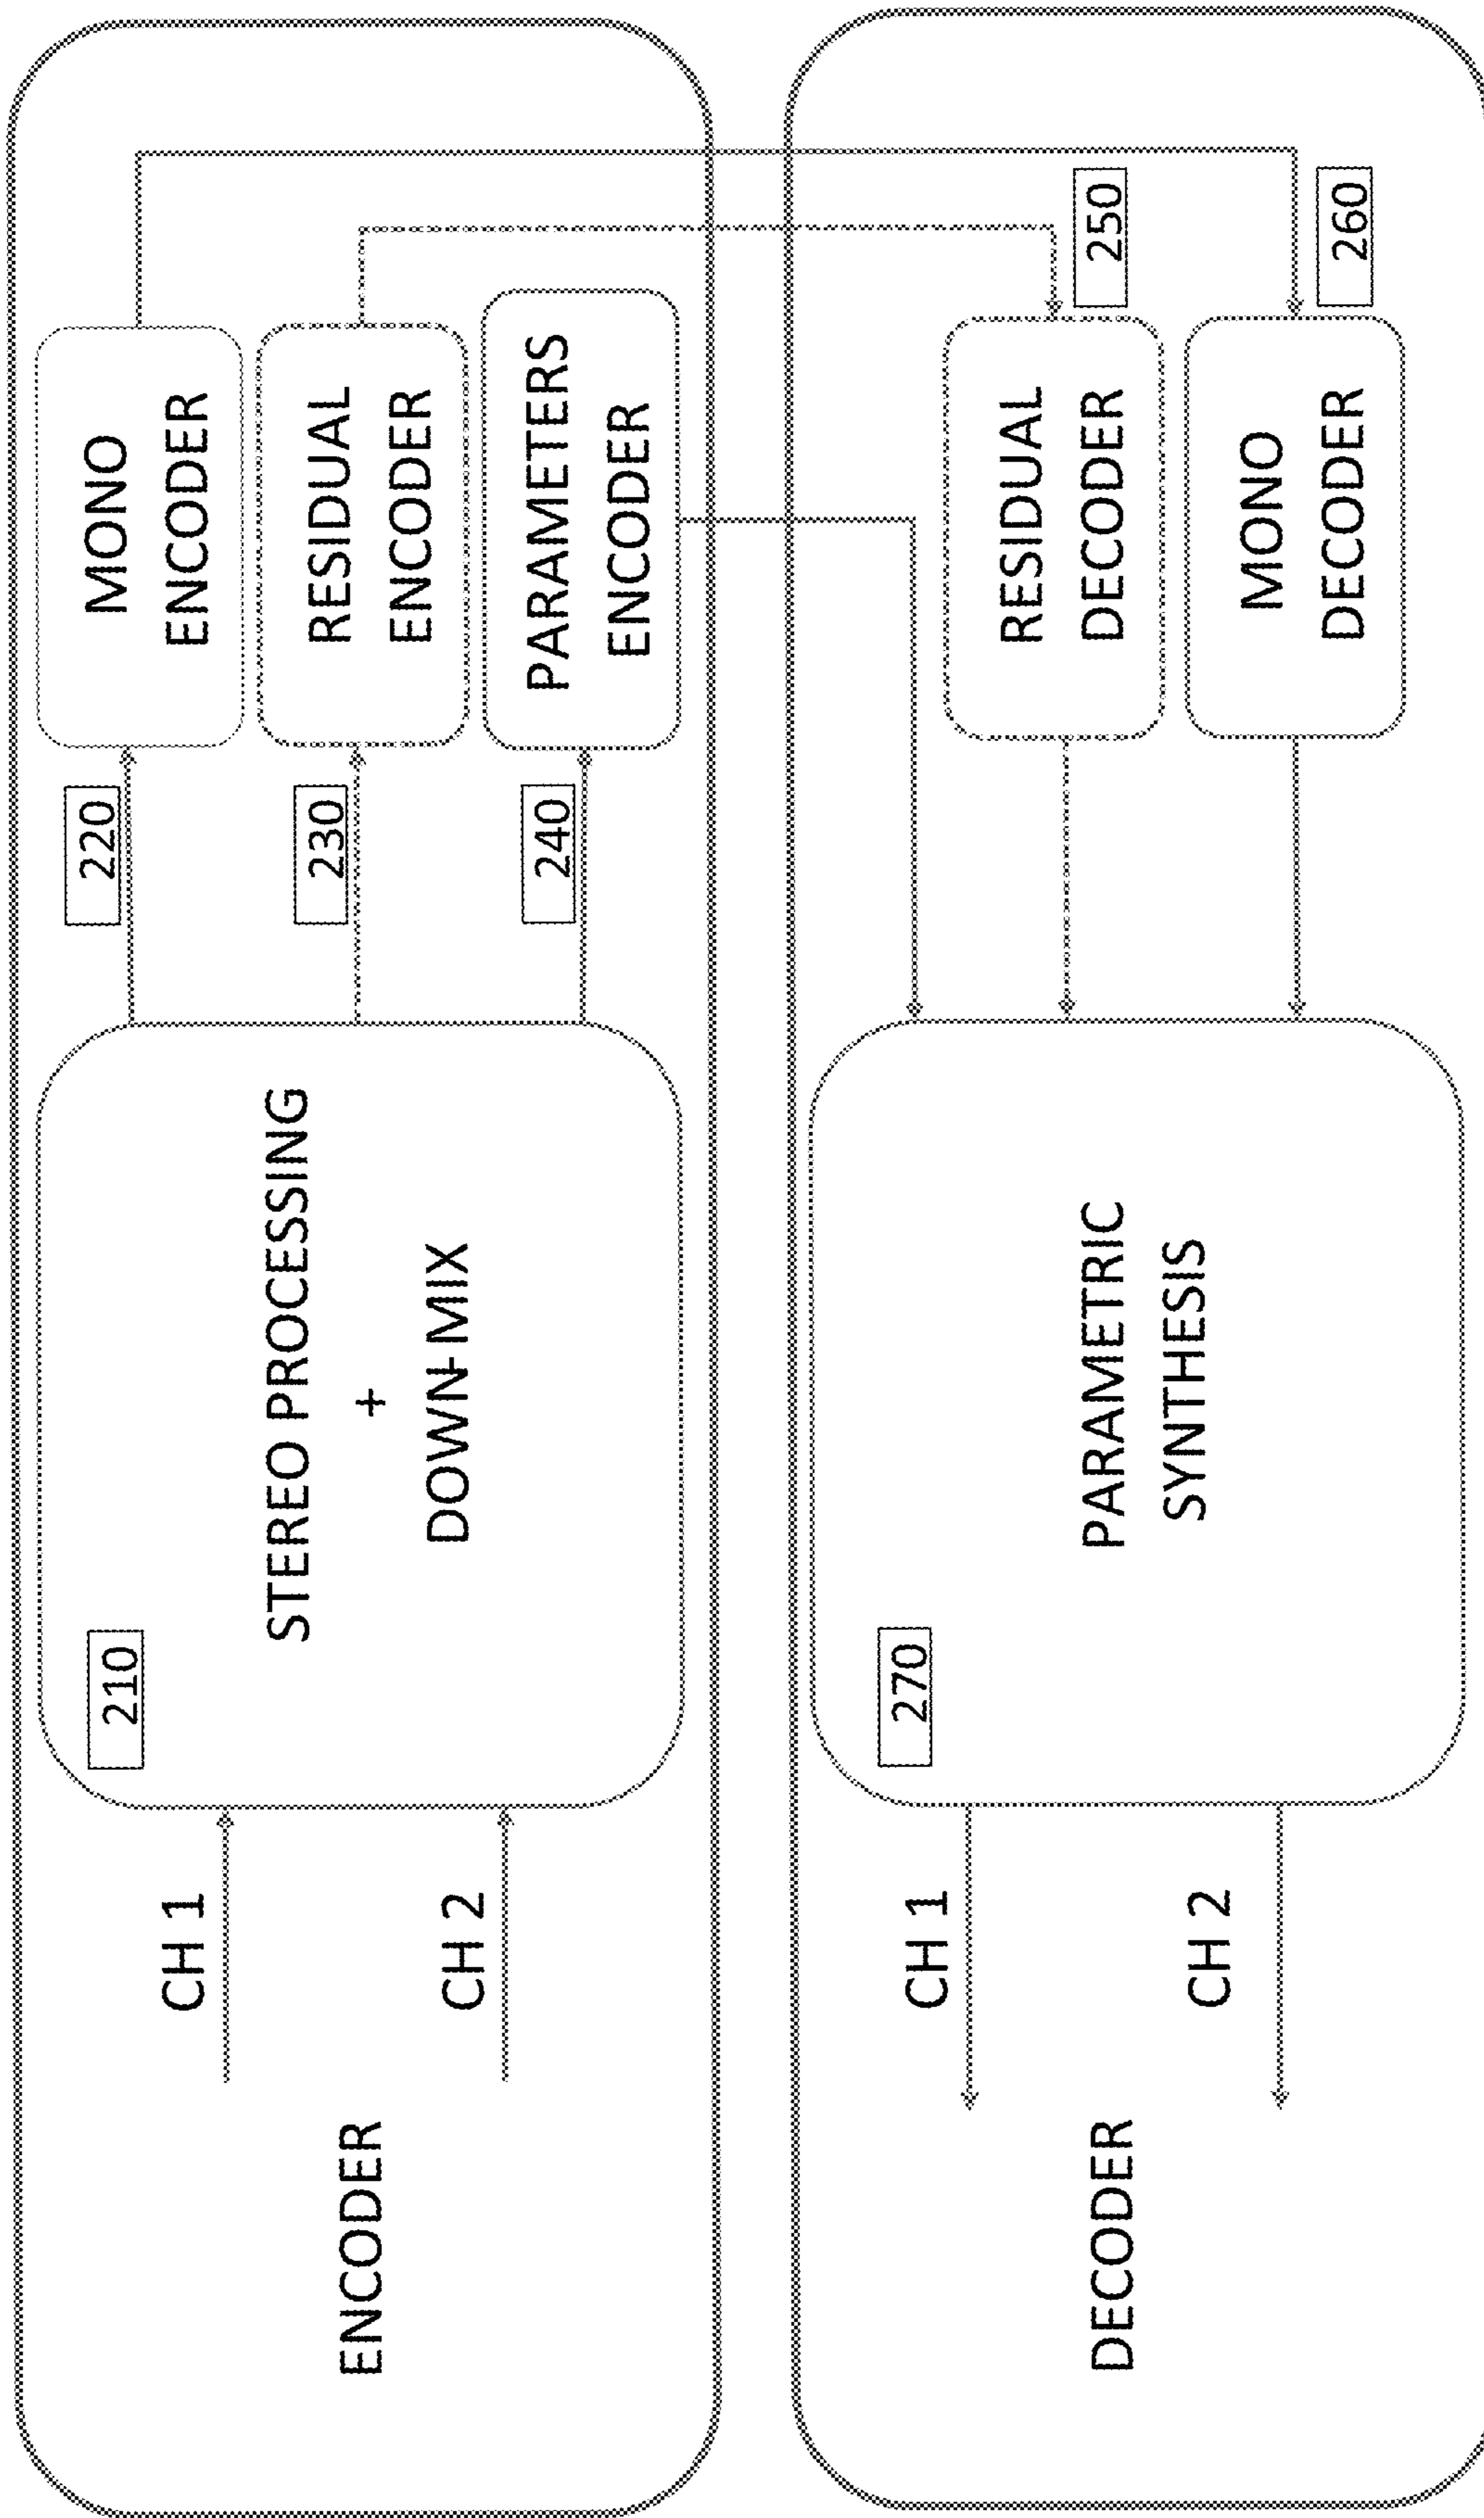 ENCODER
CH 1
CH 2
210
STEREO PROCESSING
+
DOWN-MIX
220
230
240
MONO
ENCODER
RESIDUAL
ENCODER
PARAMETERS
ENCODER
DECODER
CH 1
CH 2
270
PARAMETRIC
SYNTHESIS
RESIDUAL
DECODER
250
MONO
DECODER
260